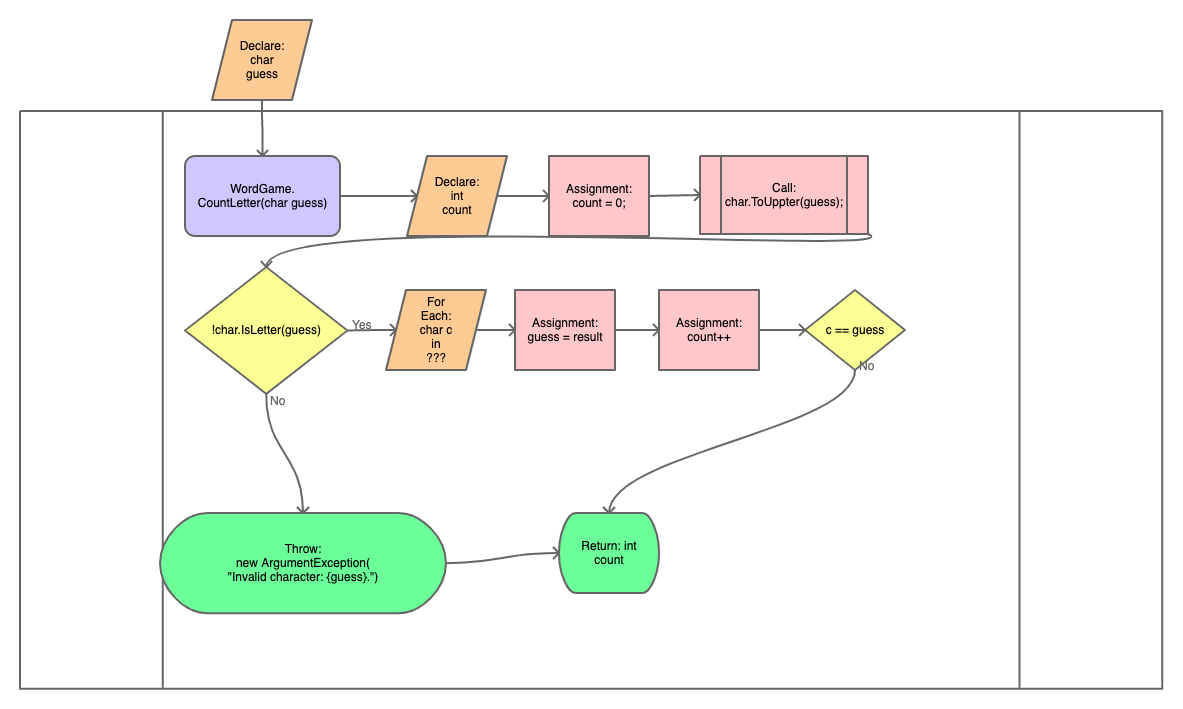 Declare:
char
guess
WordGame.
CountLetter(char guess)
Declare:
int
count
Assignment:
count = 0;
Call:
char.ToUppter(guess);
!char.IsLetter(guess)
Yes
For
Each:
char c
in
???
Assignment:
guess = result
Assignment:
count++
c == guess
No
No
Throw:
new ArgumentException(
"Invalid character: {guess}.")
Return: int
count